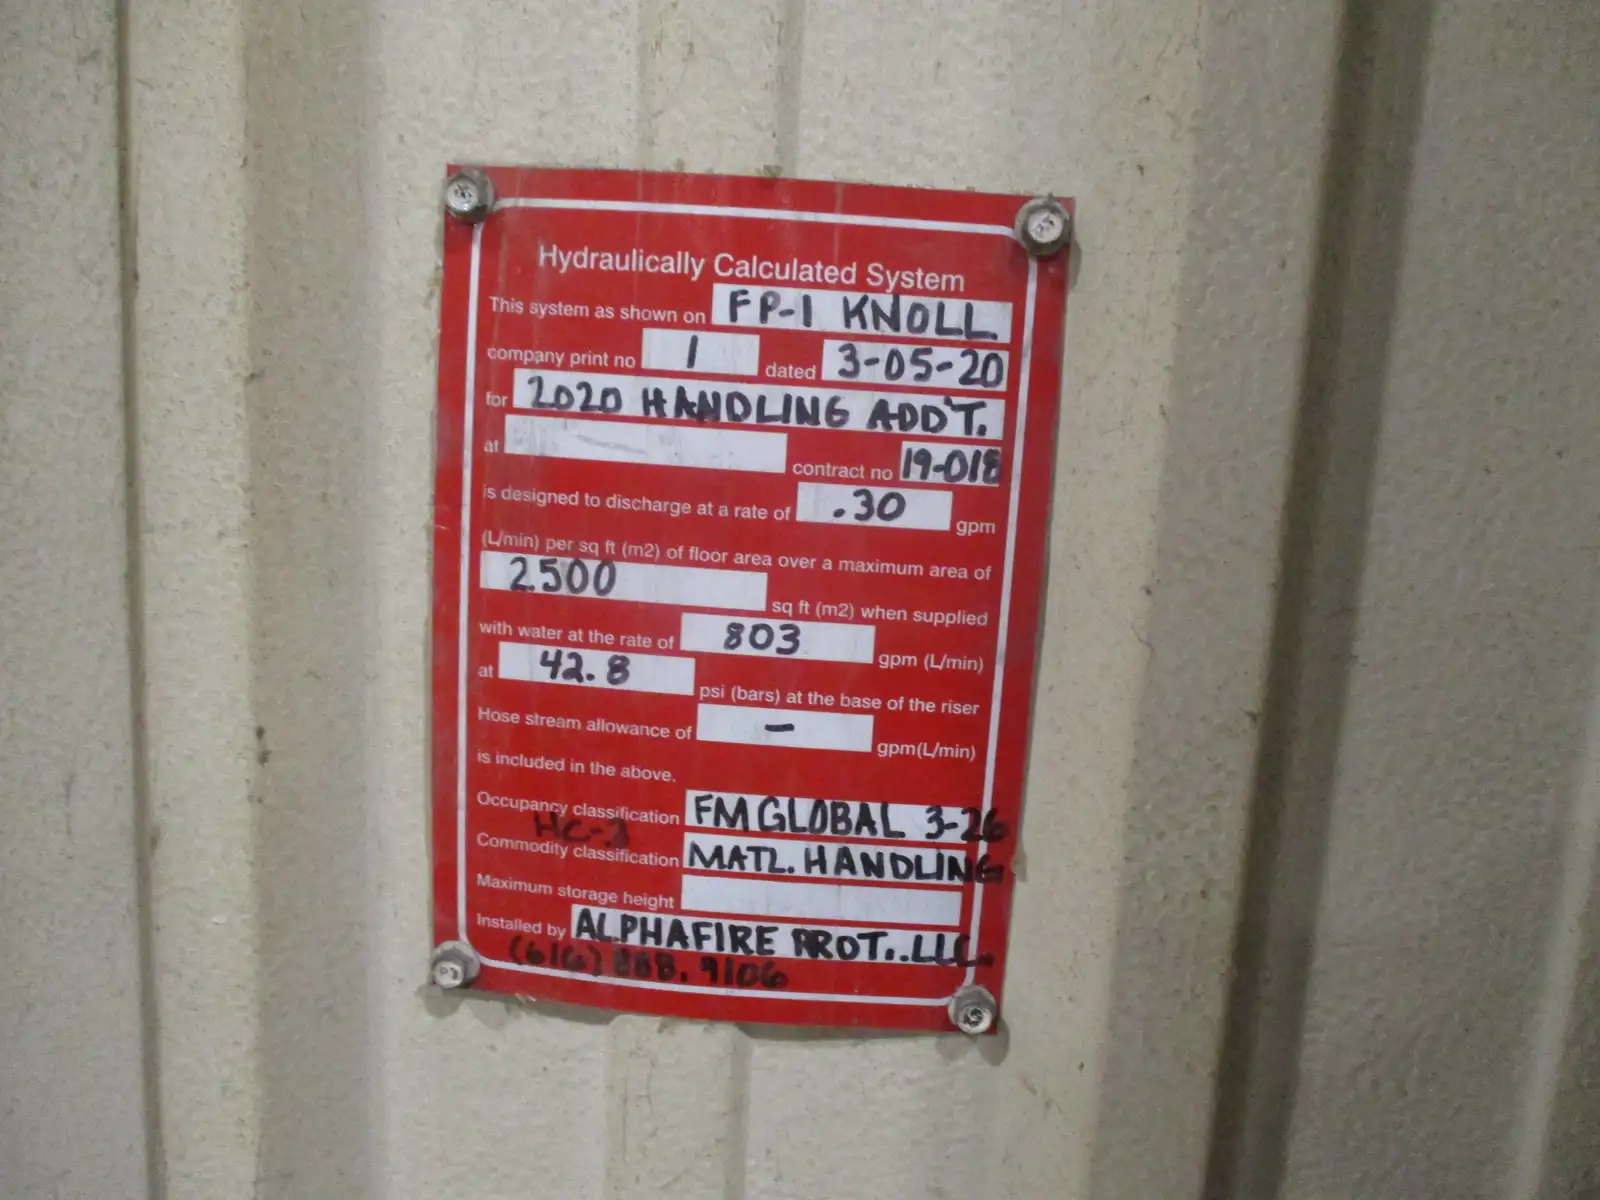 Hydraulically Calculated System
This system as shown on FP-1 KNOLL
company print no 1 dated 3-05-20
for 2020 HANDLING ADD'T.
at contract no 19-018
is designed to discharge at a rate of .30 gpm
(L/min) per sq ft (m2) of floor area over a maximum area of
2500 sq ft (m2) when supplied
with water at the rate of 803 gpm (L/min)
at 42.8 psi (bars) at the base of the riser
Hose stream allowance of - gpm(L/min)
is included in the above.
Occupancy classification FM GLOBAL 3-26
Commodity classification MATL. HANDLING
Maximum storage height
Installed by ALPHAFIRE PROT..LLC.
(616) 868.9106